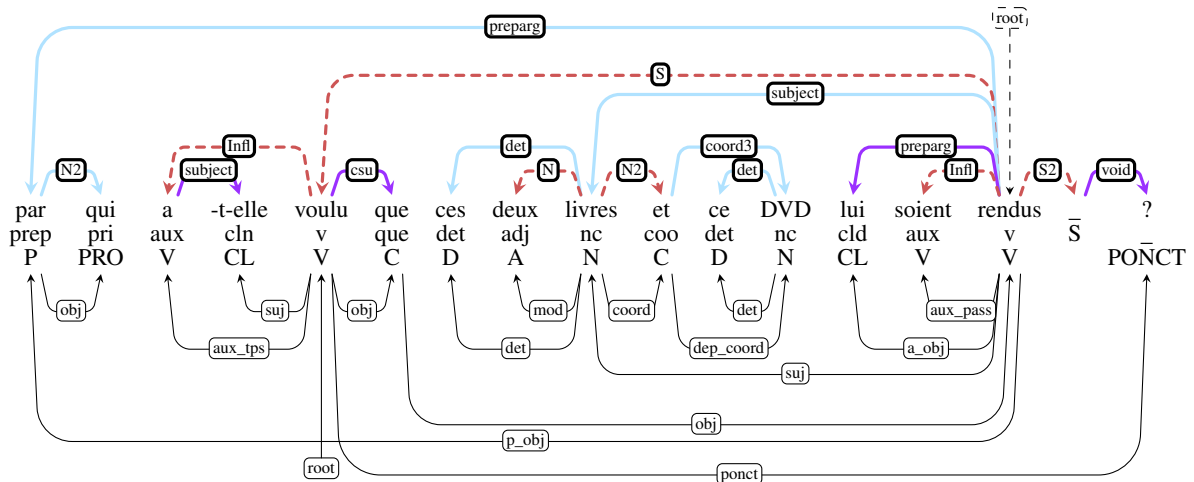 root
preparg
S
subject
Infl
det
coord3
preparg
N2
subject
csu
N
N2
det
Infl
S2
void
par qui a -t-elle voulu que ces deux livres et ce DVD lui soient rendus _ ?
prep pri aux cln v que det adj nc coo det nc cld aux v S _
P PRO V CL V C D A N C D N CL V V PONCT
obj suj obj mod coord det aux_pass
aux_tps det dep_coord a_obj
suj
obj
p_obj
root ponct